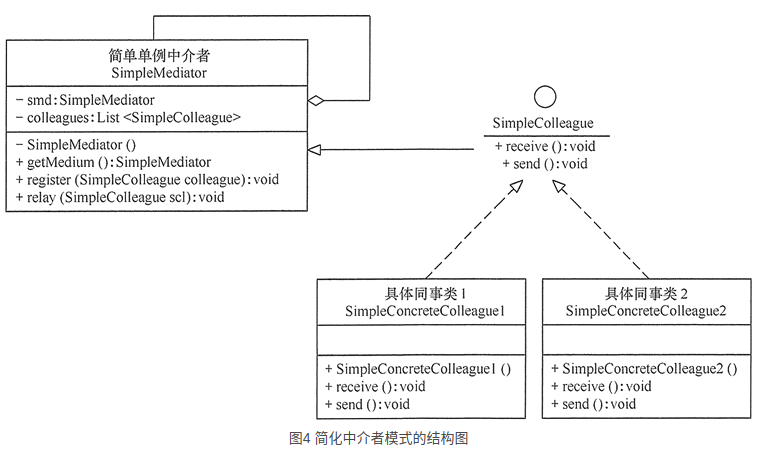 简单单例中介者
SimpleMediator
- smd:SimpleMediator
- colleagues:List <SimpleColleague>
- SimpleMediator ()
+ getMedium ():SimpleMediator
+ register (SimpleColleague colleague):void
+ relay (SimpleColleague scl):void
SimpleColleague
+ receive ():void
+ send ():void
具体同事类 1
SimpleConcreteColleague1
+ SimpleConcreteColleague1 ()
+ receive ():void
+ send ():void
具体同事类 2
SimpleConcreteColleague2
+ SimpleConcreteColleague2 ()
+ receive ():void
+ send ():void
图4 简化中介者模式的结构图